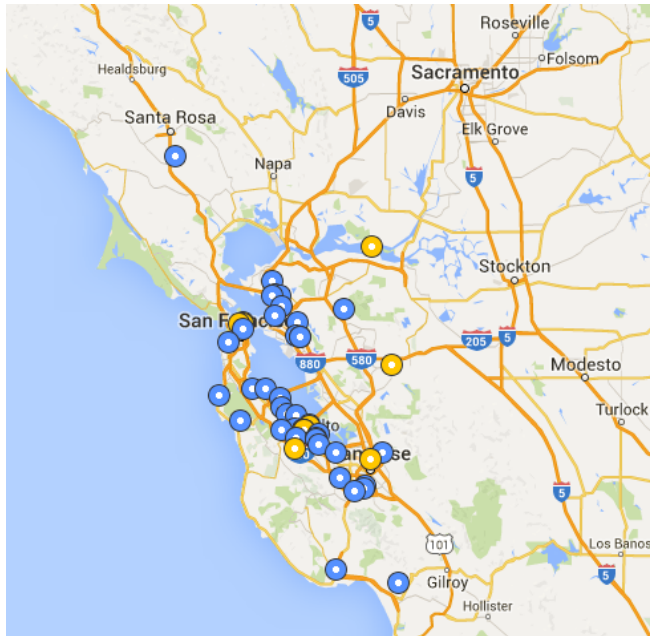 5
Roseville
Healdsburg
505
Sacramento
Folsom
Santa Rosa
Davis
Elk Grove
Napa
5
Stockton
San Fr
205
5
880
580
Modesto
Turlock
lto
se
5
101
Los Banos
Gilroy
5
Hollister